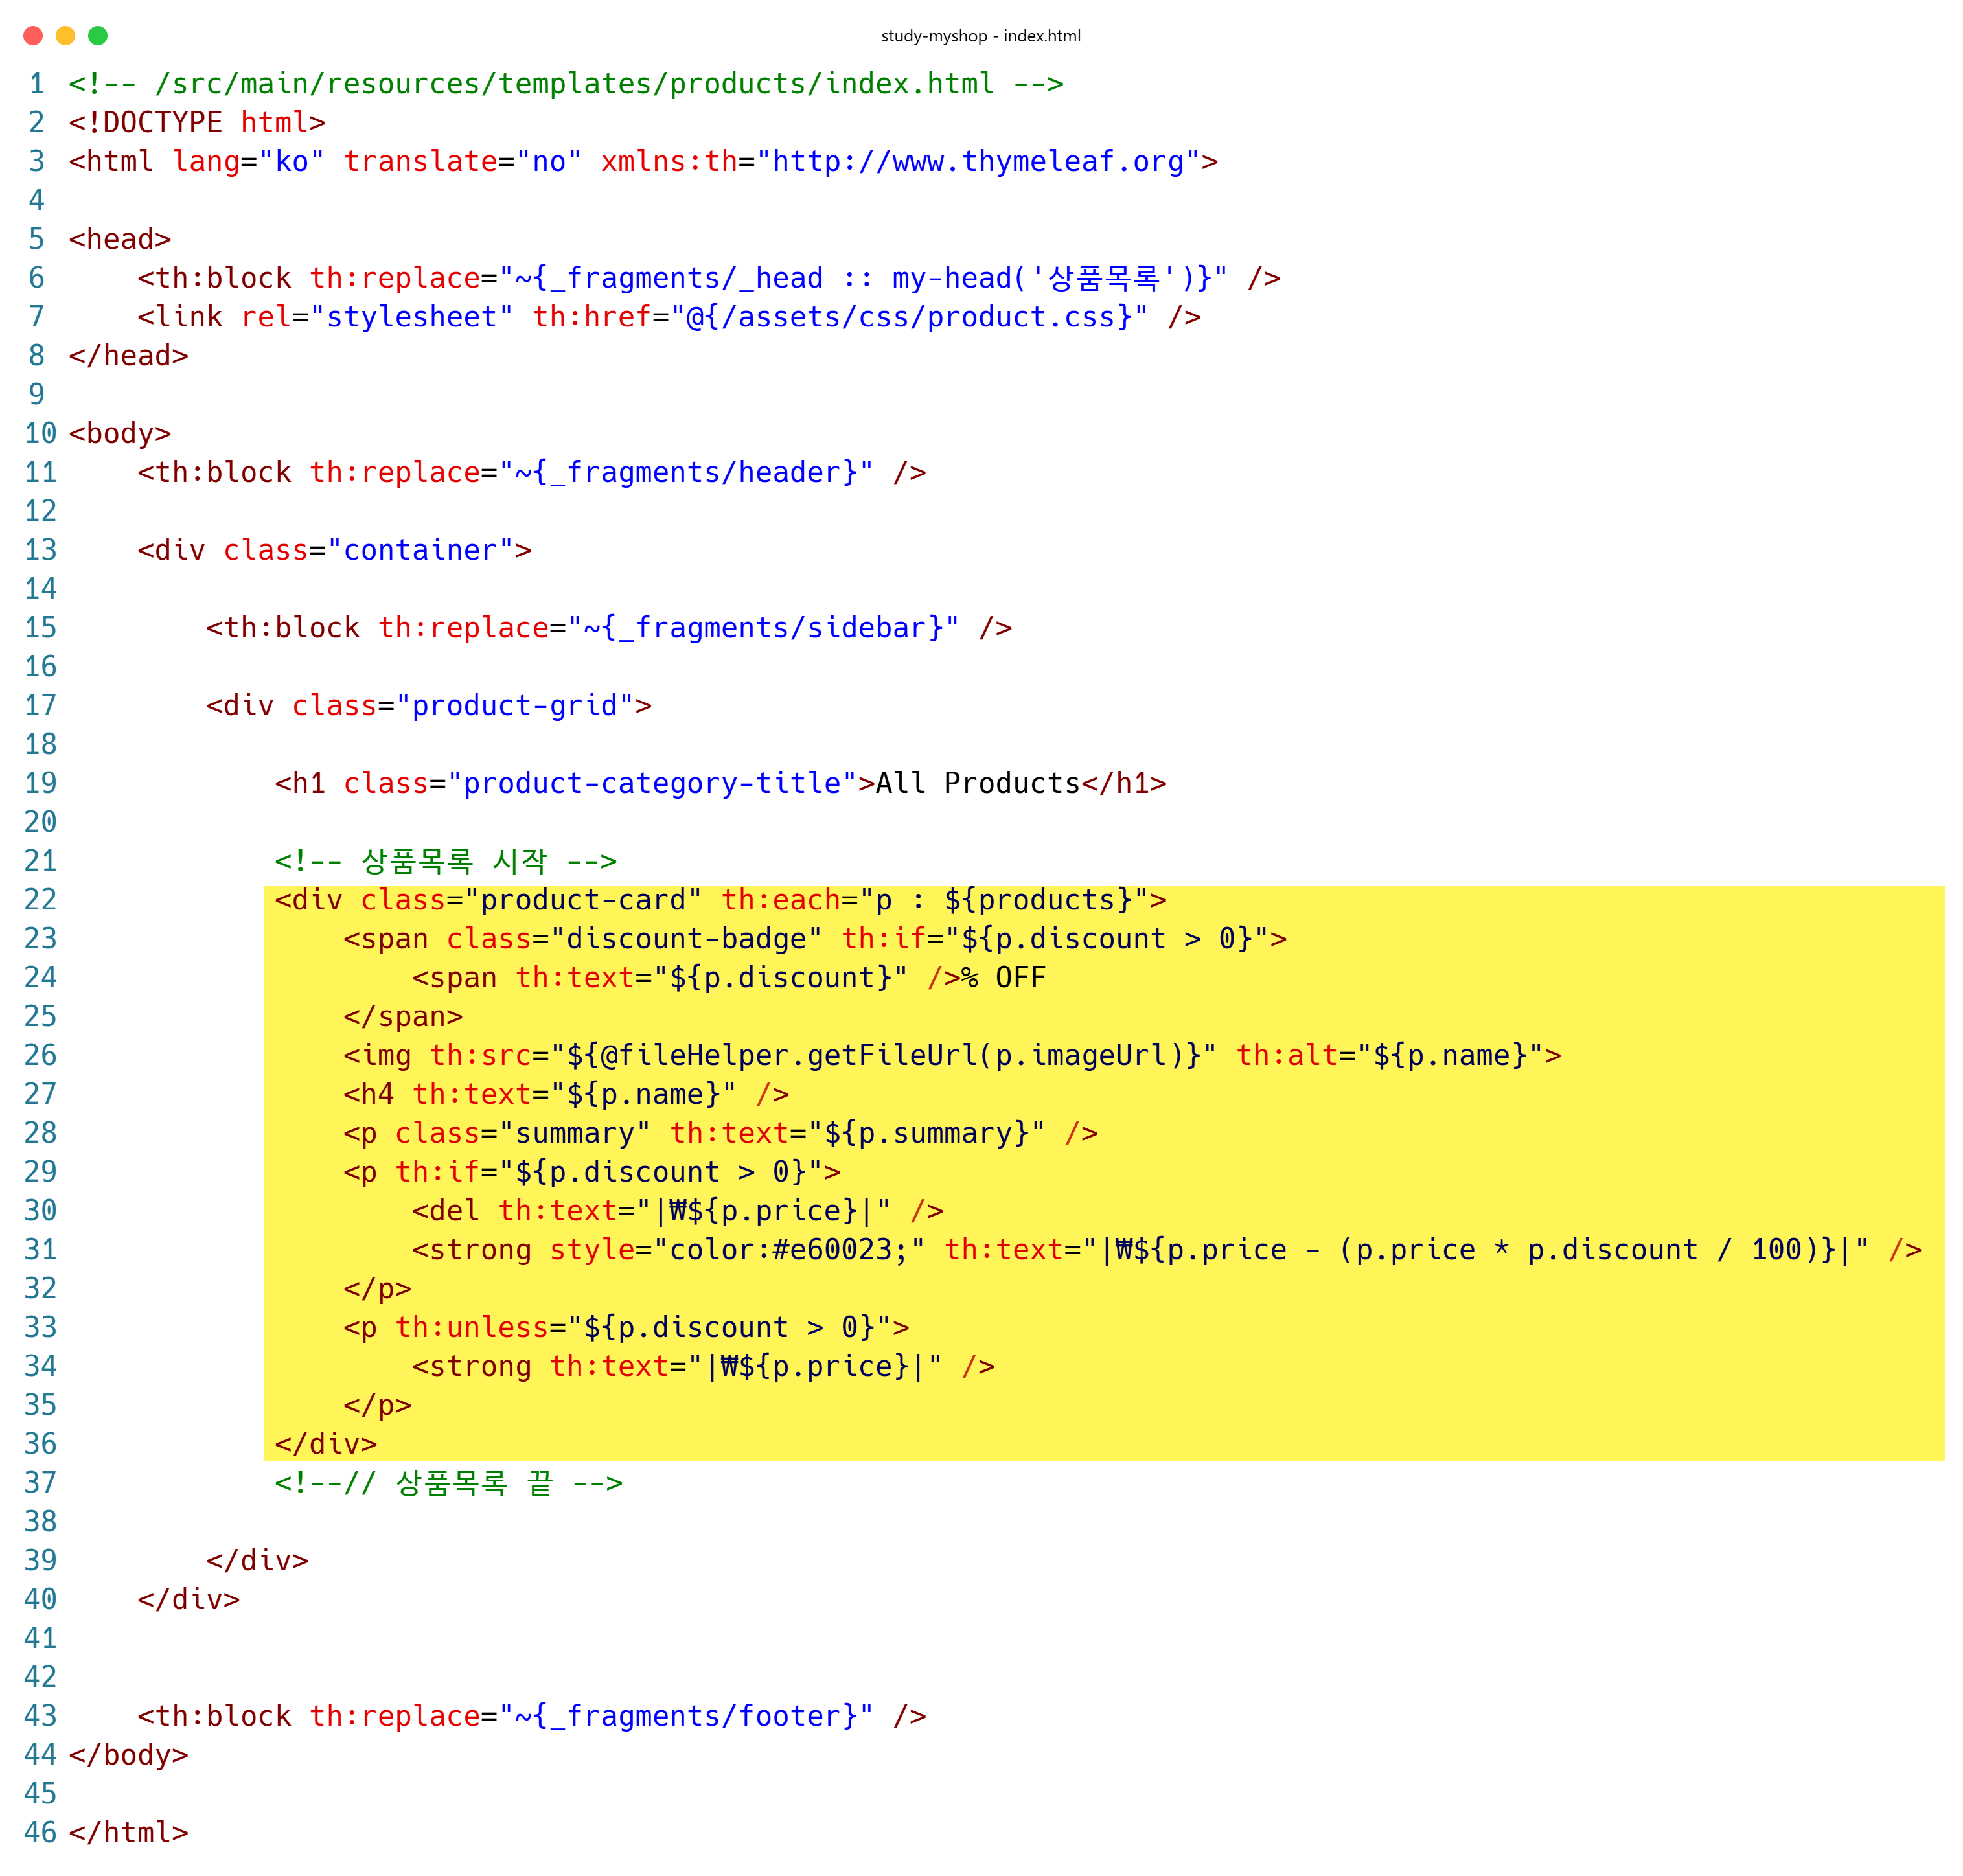 study-myshop - index.html
1 <!-- /src/main/resources/templates/products/index.html -->
2 <!DOCTYPE html>
3 <html lang="ko" translate="no" xmlns:th="http://www.thymeleaf.org">
4
5 <head>
6     <th:block th:replace="~{_fragments/_head :: my-head('상품목록')}" />
7     <link rel="stylesheet" th:href="@{/assets/css/product.css}" />
8 </head>
9
10 <body>
11     <th:block th:replace="~{_fragments/header}" />
12
13     <div class="container">
14
15         <th:block th:replace="~{_fragments/sidebar}" />
16
17         <div class="product-grid">
18
19             <h1 class="product-category-title">All Products</h1>
20
21             <!-- 상품목록 시작 -->
22             <div class="product-card" th:each="p : ${products}">
23                 <span class="discount-badge" th:if="${p.discount > 0}">
24                     <span th:text="${p.discount}" />% OFF
25                 </span>
26                 <img th:src="${@fileHelper.getFileUrl(p.imageUrl)}" th:alt="${p.name}">
27                 <h4 th:text="${p.name}" />
28                 <p class="summary" th:text="${p.summary}" />
29                 <p th:if="${p.discount > 0}">
30                     <del th:text="|₩${p.price}|" />
31                     <strong style="color:#e60023;" th:text="|₩${p.price - (p.price * p.discount / 100)}|" />
32                 </p>
33                 <p th:unless="${p.discount > 0}">
34                     <strong th:text="|₩${p.price}|" />
35                 </p>
36             </div>
37             <!--// 상품목록 끝 -->
38
39         </div>
40     </div>
41
42
43     <th:block th:replace="~{_fragments/footer}" />
44 </body>
45
46 </html>